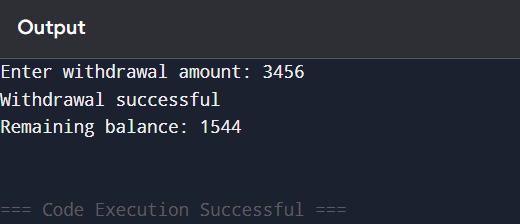 Output
Enter withdrawal amount: 3456
Withdrawal successful
Remaining balance: 1544
=== Code Execution Successful ===